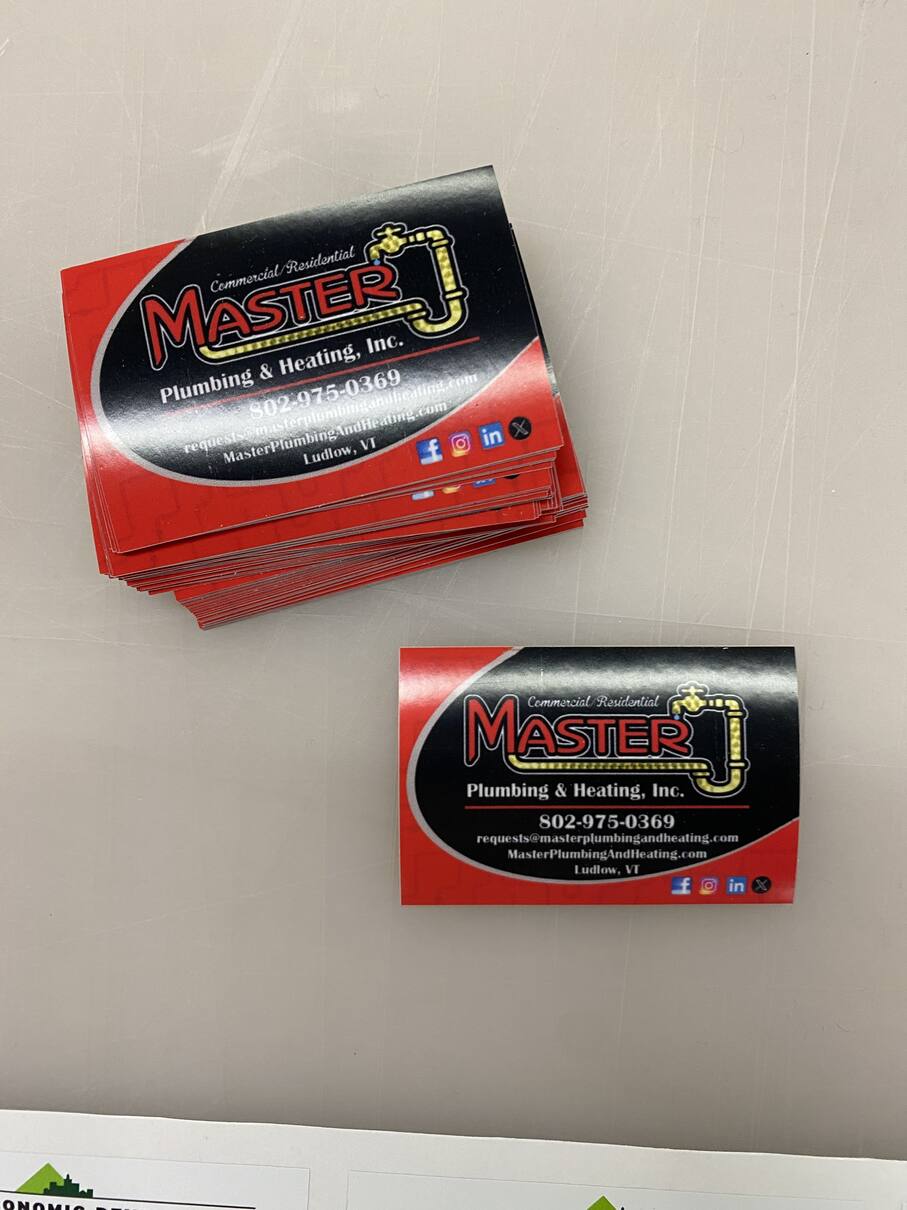 Commercial/Residential
MASTER
Plumbing & Heating, Inc.
802-975-0369
requests@masterplumbingandheating.com
MasterPlumbingAndHeating.com
Ludlow, VT
Commercial/Residential
MASTER
Plumbing & Heating, Inc.
802-975-0369
requests@masterplumbingandheating.com
MasterPlumbingAndHeating.com
Ludlow, VT